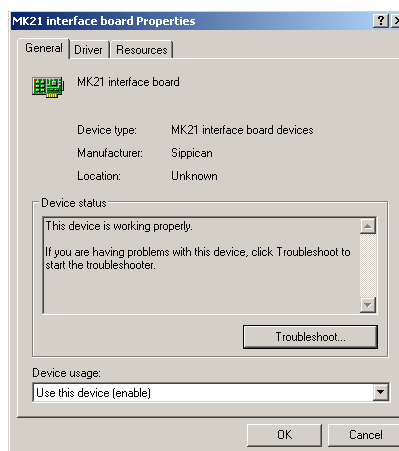 MK21 interface board Properties
General Driver Resources
MK21 interface board
Device type: MK21 interface board devices
Manufacturer: Sippican
Location: Unknown
Device status
This device is working properly.
If you are having problems with this device, click Troubleshoot to
start the troubleshooter.
Troubleshoot...
Device usage:
Use this device (enable)
OK Cancel